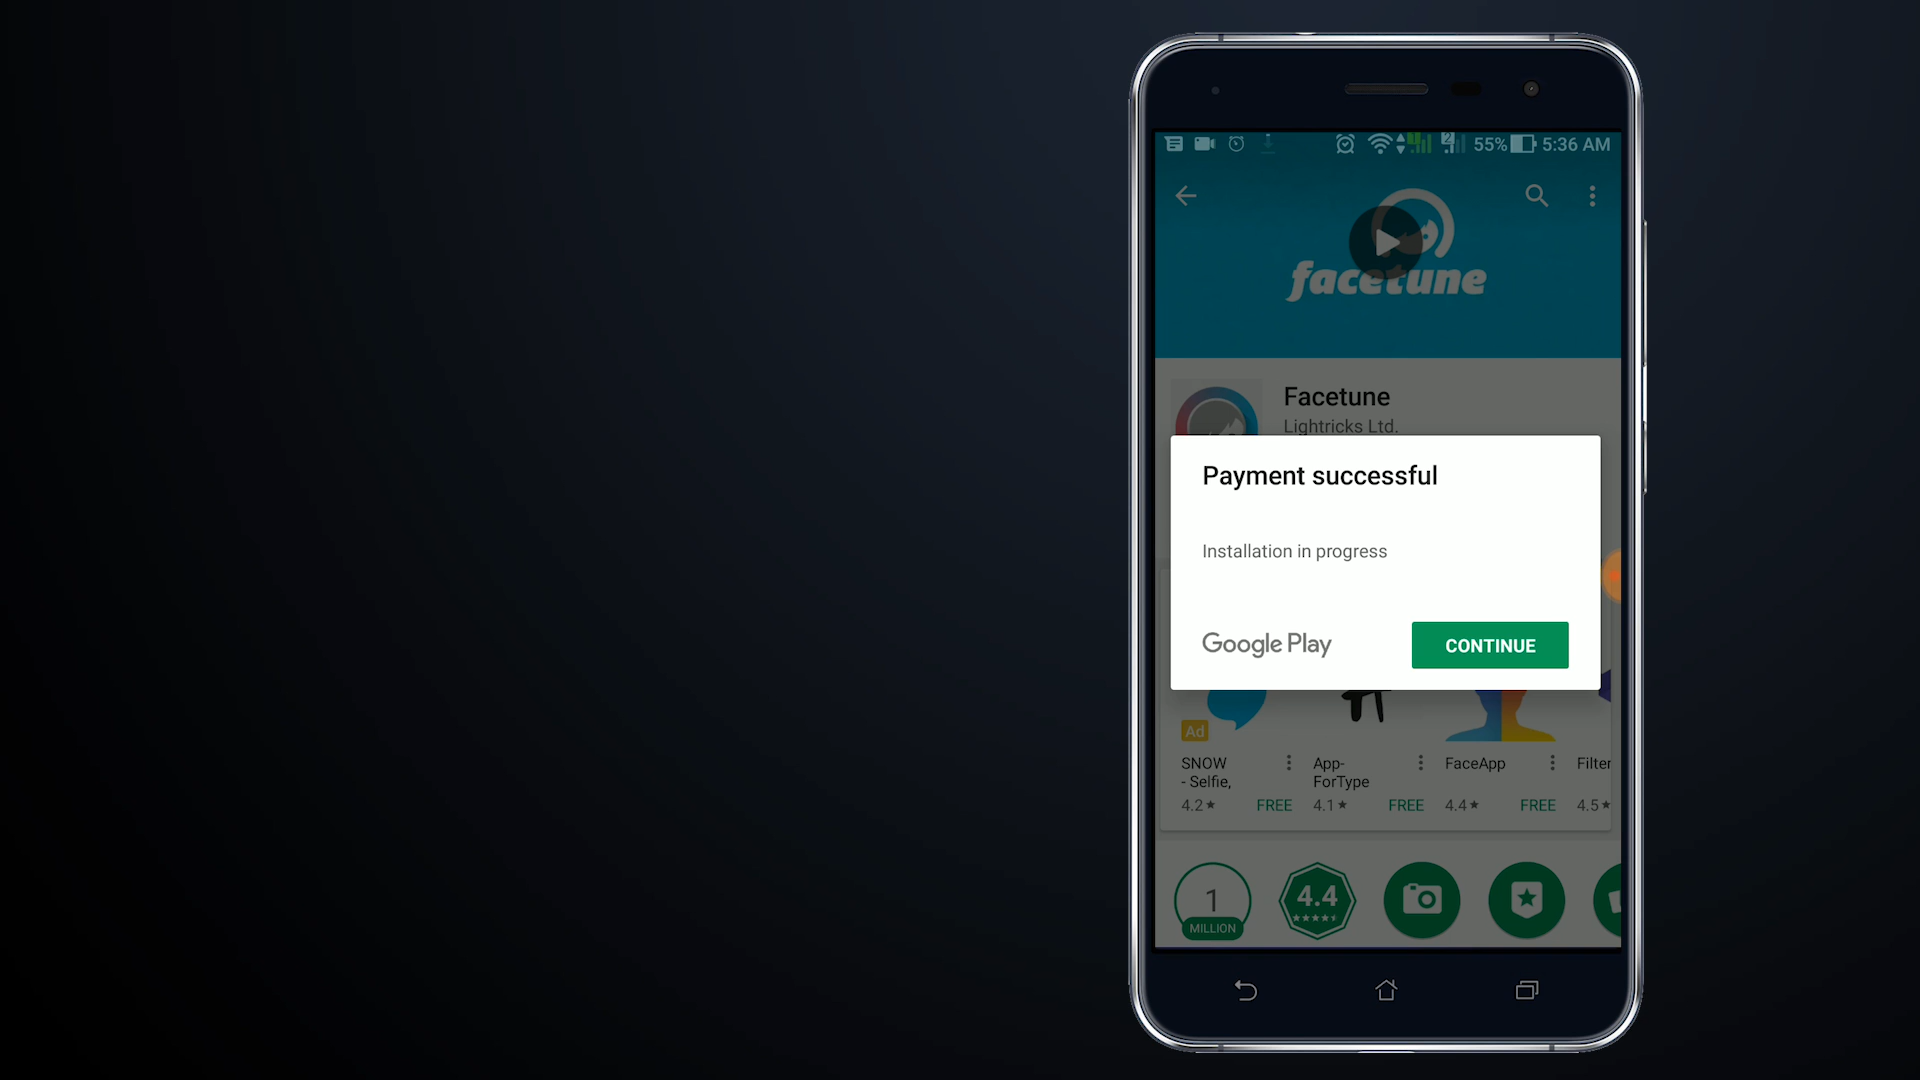 2
55% 5:36 AM
facetune
Facetune
Lightricks Ltd.
Payment successful
Installation in progress
Google Play
CONTINUE
Ad
SNOW
- Selfie,
4.2★ FREE
App-
ForType
4.1★ FREE
FaceApp
4.4★ FREE
Filter
4.5★
1
MILLION
4.4